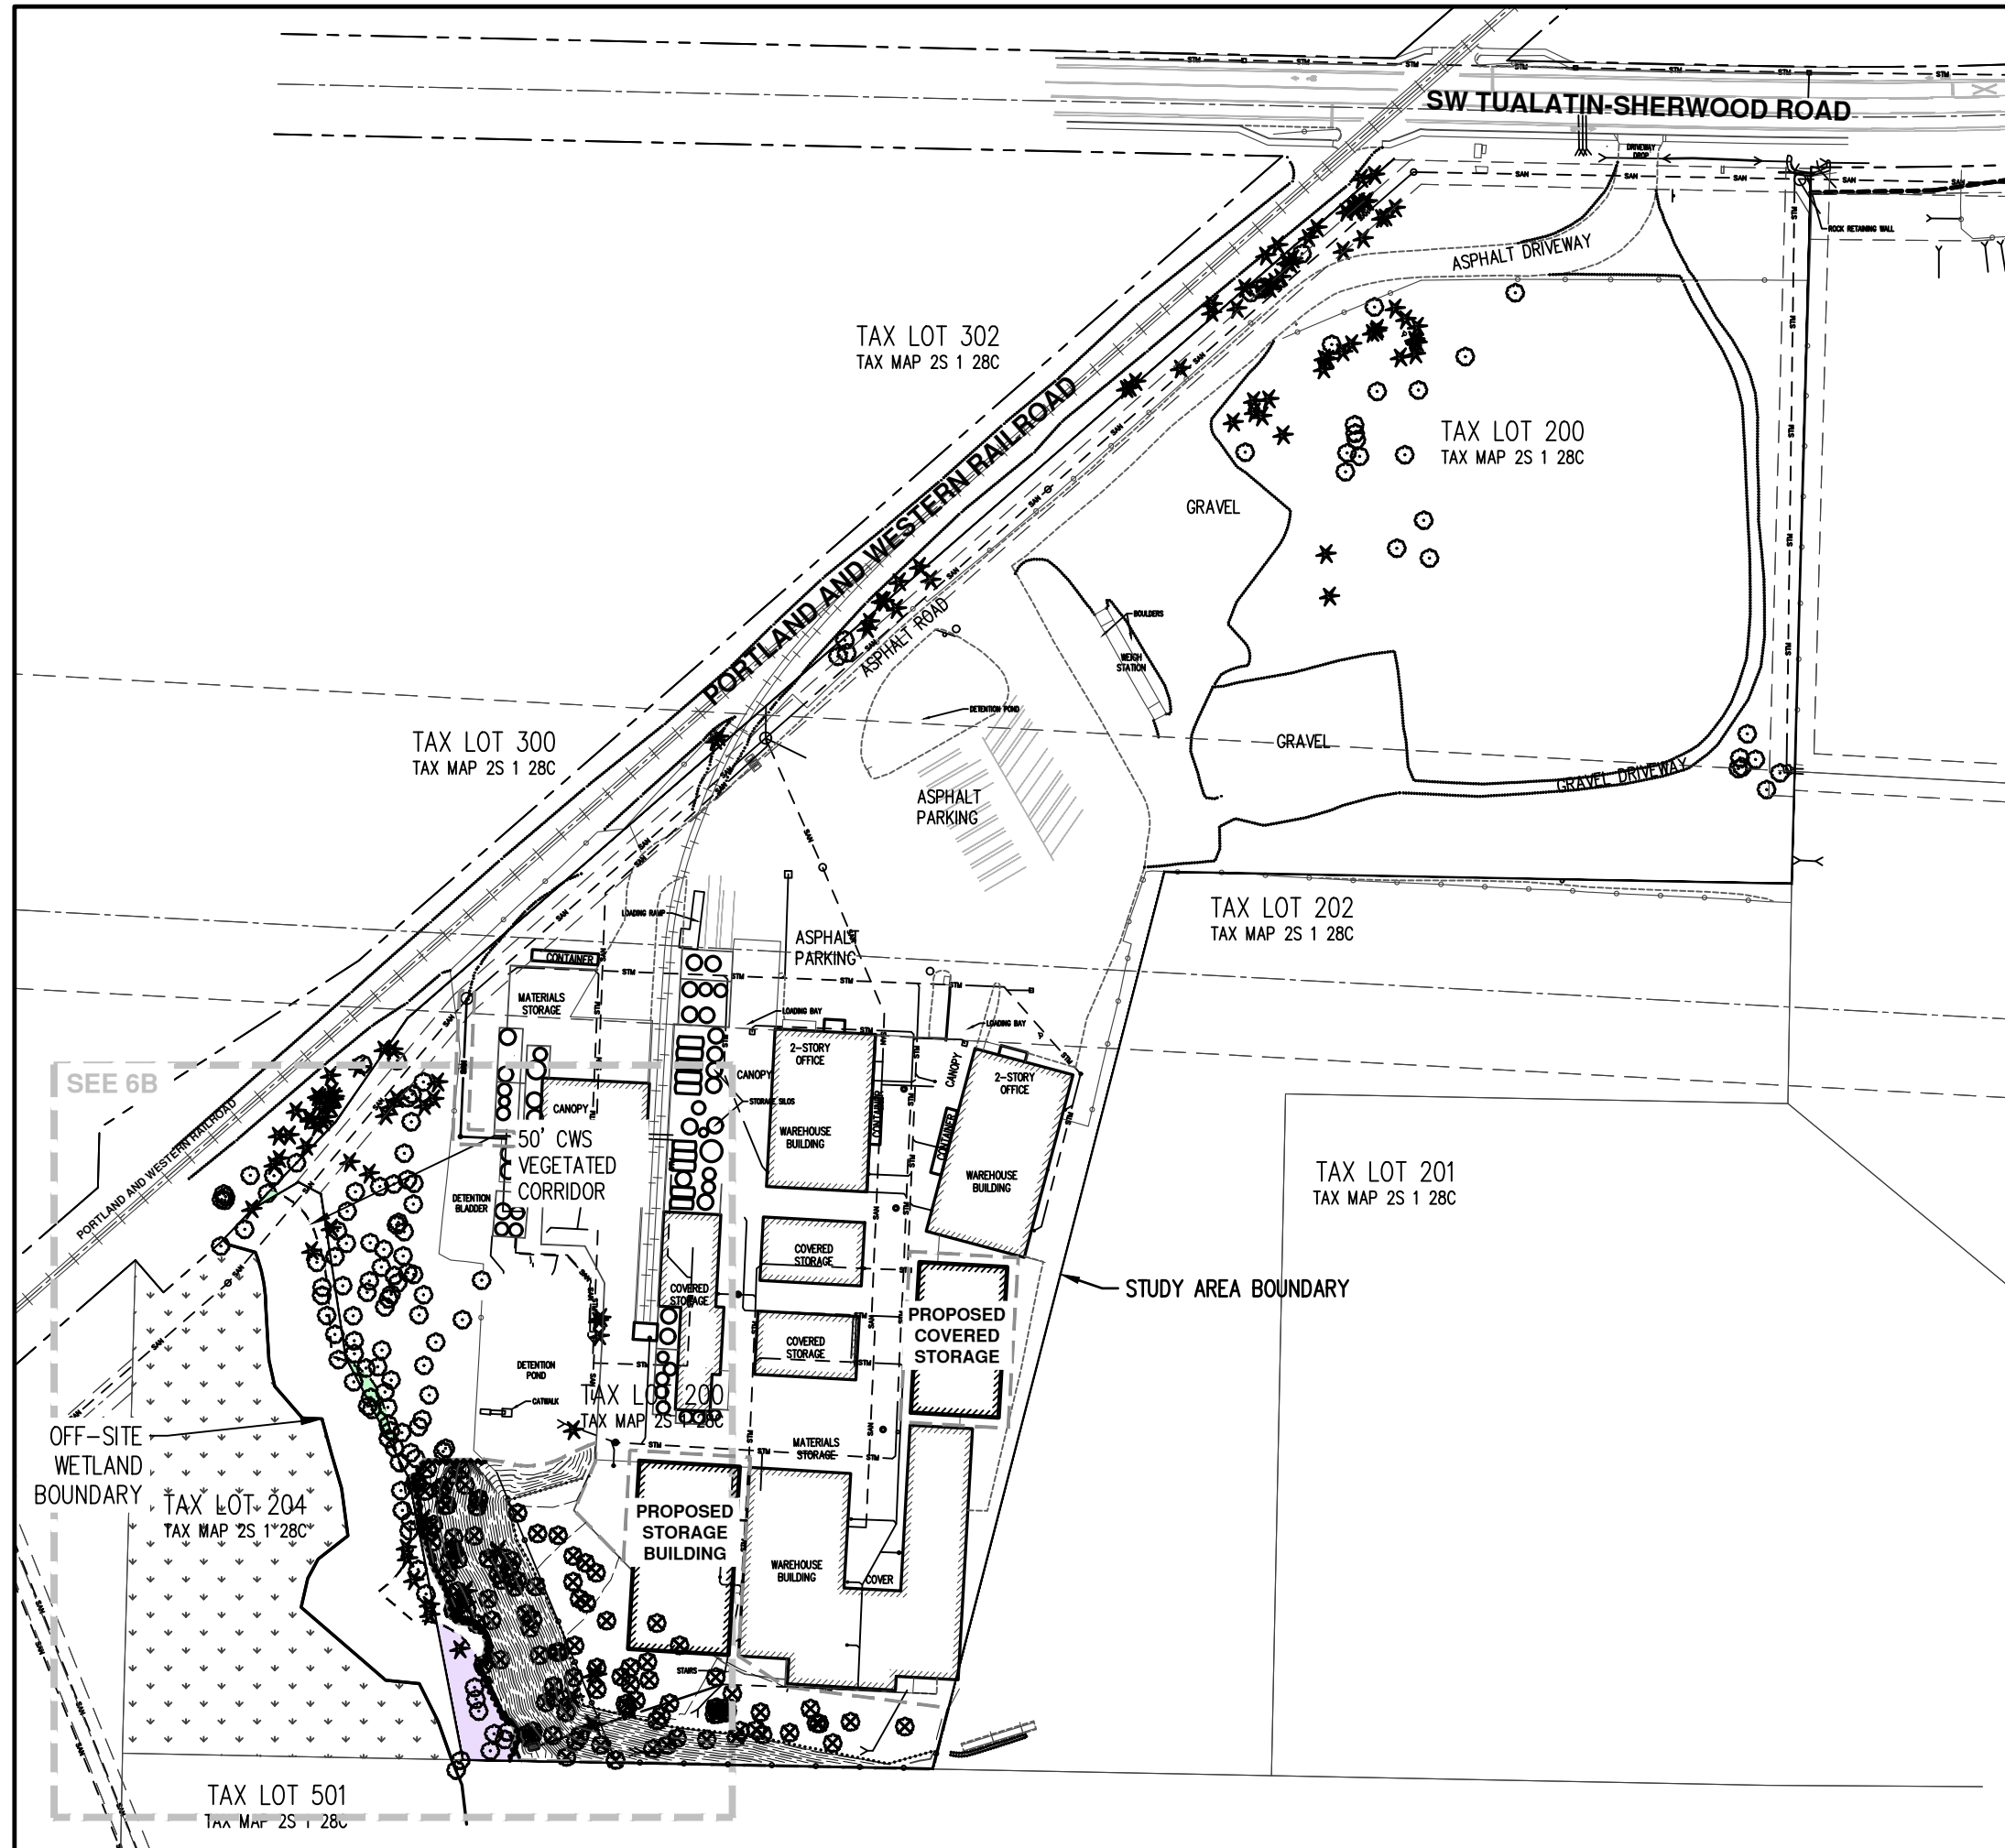 SW TUALATIN-SHERWOOD ROAD
DRIVEWAY
DROP
ROCK RETAINING WALL
ASPHALT DRIVEWAY
TAX LOT 302
TAX MAP 2S 1 28C
PORTLAND AND WESTERN RAILROAD
TAX LOT 200
TAX MAP 2S 1 28C
GRAVEL
ASPHALT ROAD
BOULDERS
WEIGH
STATION
DETENTION POND
TAX LOT 300
TAX MAP 2S 1 28C
GRAVEL
GRAVEL DRIVEWAY
ASPHALT
PARKING
LOADING RAMP
ASPHALT
PARKING
TAX LOT 202
TAX MAP 2S 1 28C
CONTAINER
MATERIALS
STORAGE
LOADING BAY
LOADING BAY
SEE 6B
2-STORY
OFFICE
CANOPY
CANOPY
2-STORY
OFFICE
CANOPY
STORAGE SILOS
CONTAINER
CONTAINER
WAREHOUSE
BUILDING
WAREHOUSE
BUILDING
PORTLAND AND WESTERN RAILROAD
50' CWS
VEGETATED
CORRIDOR
DETENTION
BLADDER
TAX LOT 201
TAX MAP 2S 1 28C
COVERED
STORAGE
COVERED
STORAGE
STUDY AREA BOUNDARY
PROPOSED
COVERED
STORAGE
COVERED
STORAGE
DETENTION
POND
CATWALK
TAX LOT 200
TAX MAP 2S 1 28C
OFF-SITE
WETLAND
BOUNDARY
MATERIALS
STORAGE
TAX LOT 204
TAX MAP 2S 1 28C
PROPOSED
STORAGE
BUILDING
WAREHOUSE
BUILDING
COVER
STAIRS
TAX LOT 501
TAX MAP 2S 1 28C